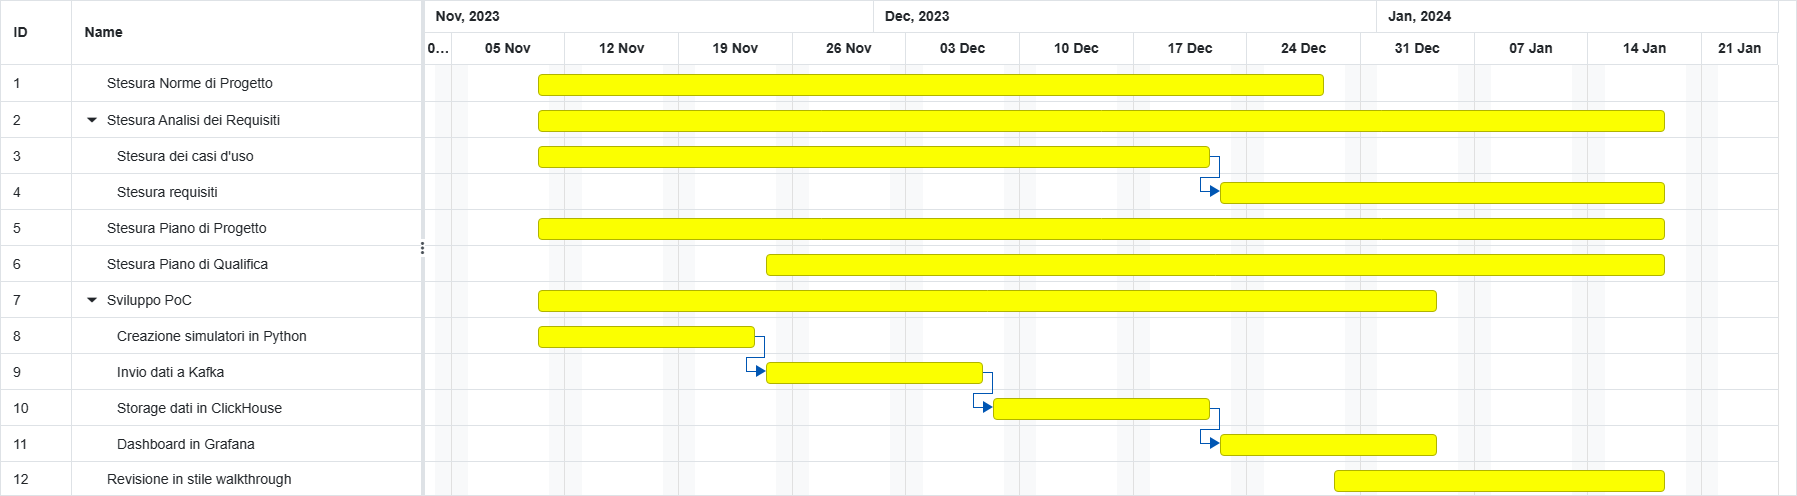 ID Name Nov, 2023 Dec, 2023 Jan, 2024
0... 05 Nov 12 Nov 19 Nov 26 Nov 03 Dec 10 Dec 17 Dec 24 Dec 31 Dec 07 Jan 14 Jan 21 Jan
1 Stesura Norme di Progetto
2 Stesura Analisi dei Requisiti
3 Stesura dei casi d'uso
4 Stesura requisiti
5 Stesura Piano di Progetto
6 Stesura Piano di Qualifica
7 Sviluppo PoC
8 Creazione simulatori in Python
9 Invio dati a Kafka
10 Storage dati in ClickHouse
11 Dashboard in Grafana
12 Revisione in stile walkthrough